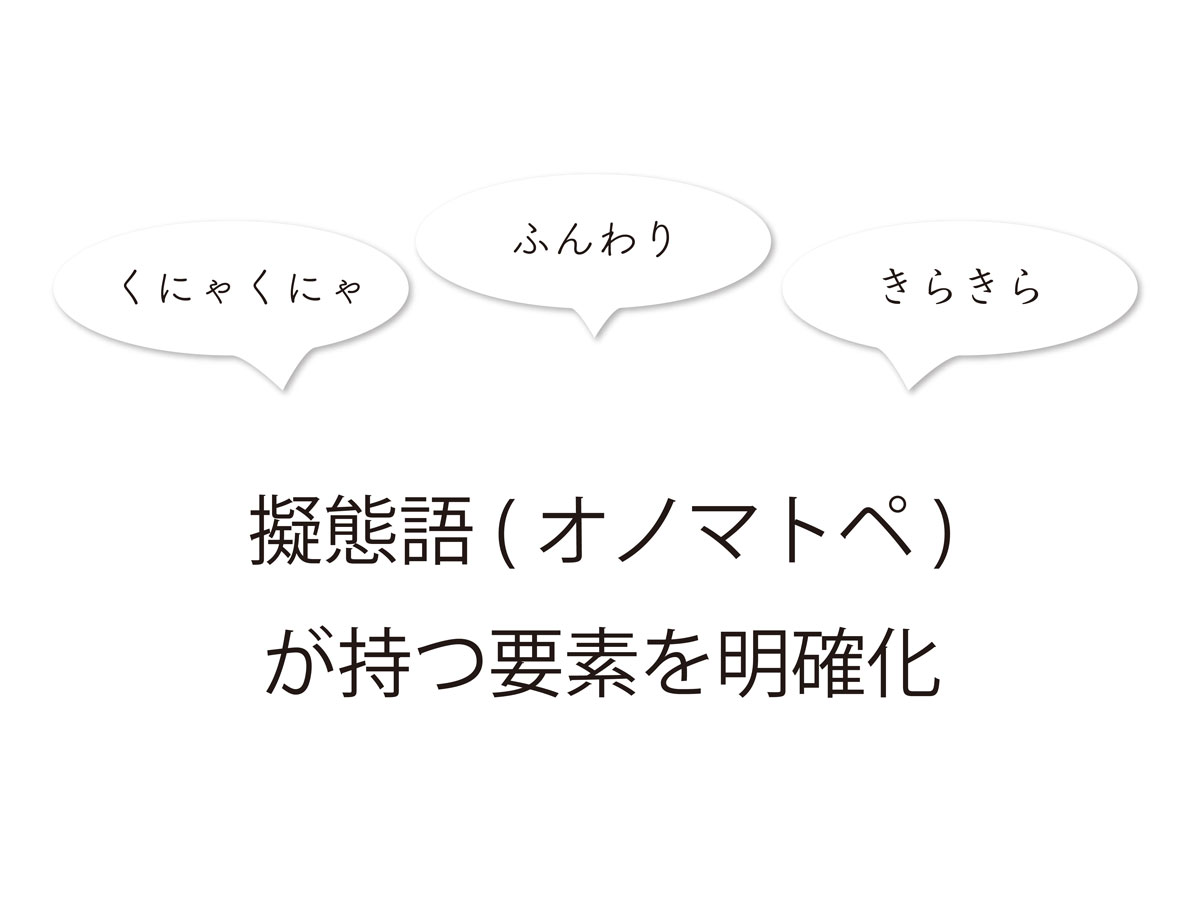 くにゃくにゃ
ふんわり
きらきら
擬態語(オノマトペ)
が持つ要素を明確化